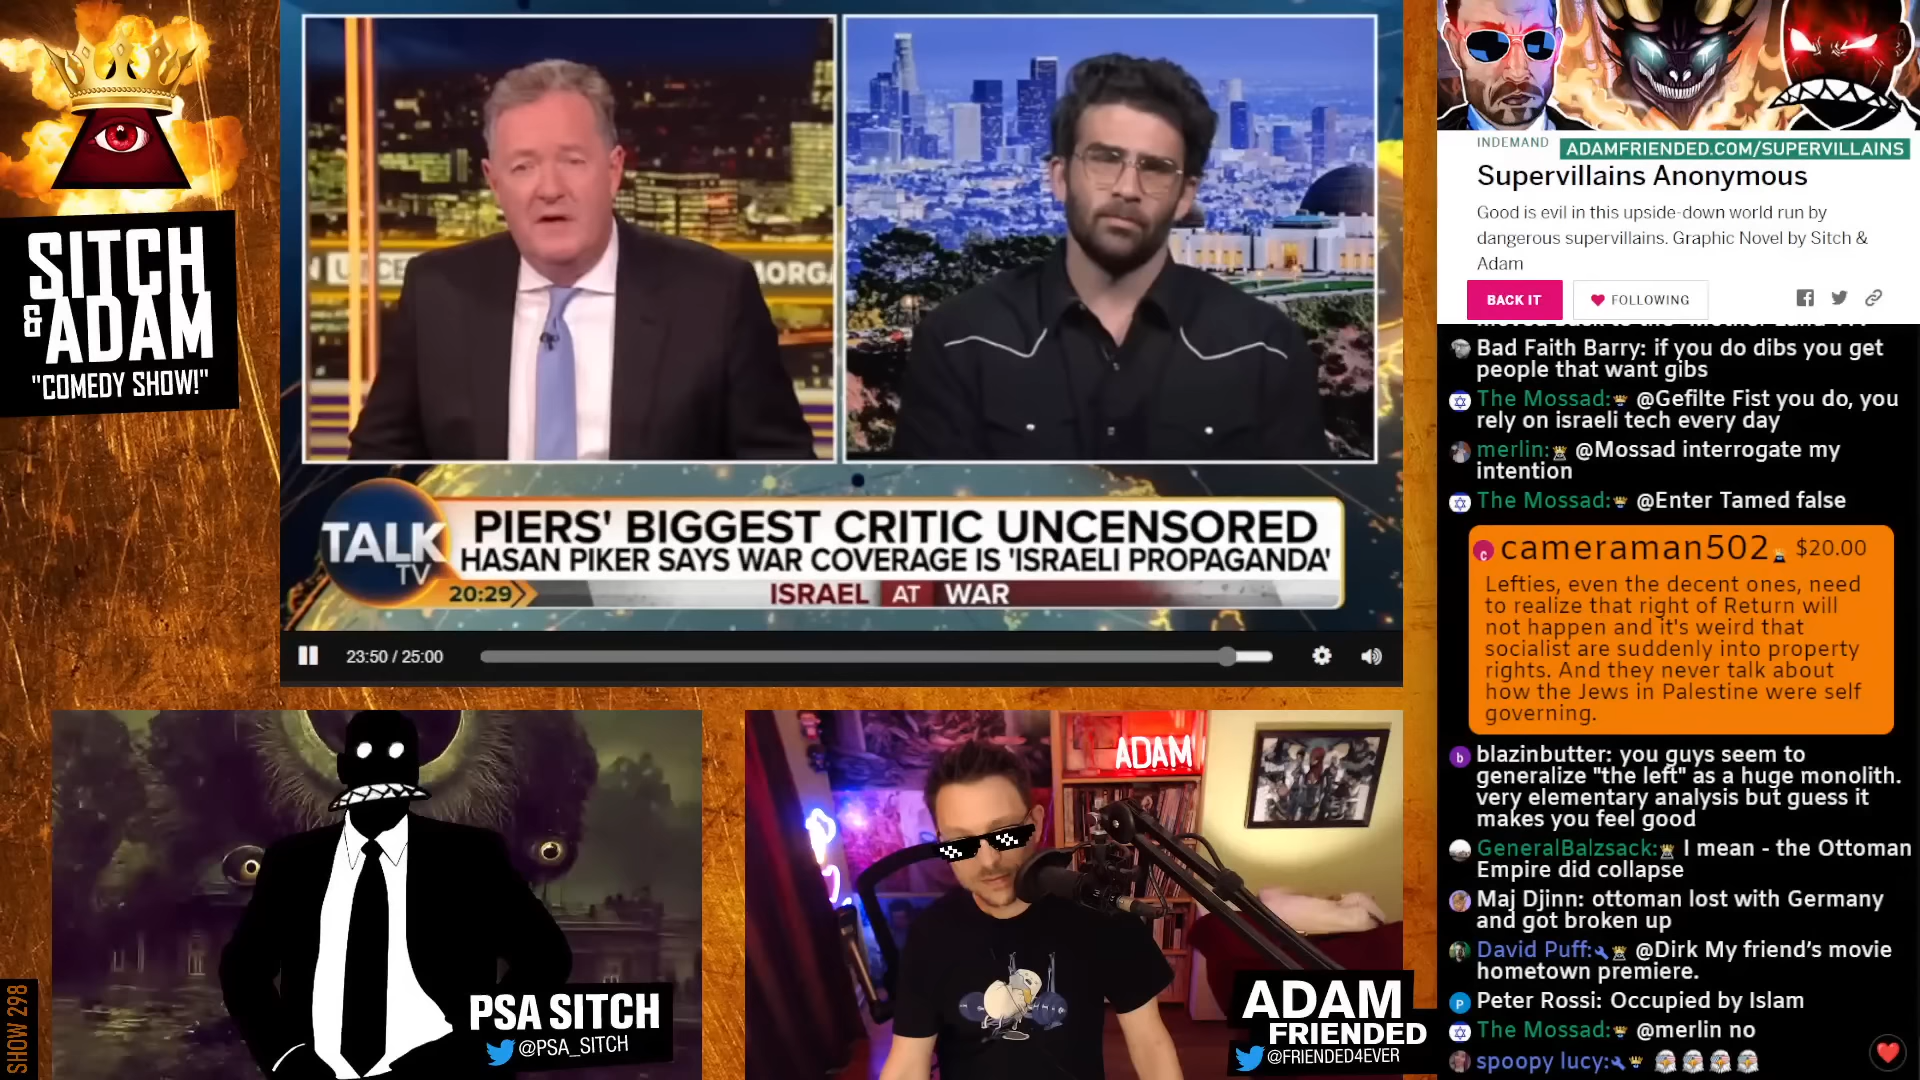 SITCH
& ADAM
"COMEDY SHOW!"
SHOW 298
UNCE
MORGA
TALK
TV
PIERS' BIGGEST CRITIC UNCENSORED
HASAN PIKER SAYS WAR COVERAGE IS 'ISRAELI PROPAGANDA'
20:29
ISRAEL AT WAR
23:50 / 25:00
PSA SITCH
@PSA_SITCH
ADAM
ADAM
FRIENDED
@FRIENDED4EVER
INDEMAND
ADAMFRIENDED.COM/SUPERVILLAINS
Supervillains Anonymous
Good is evil in this upside-down world run by
dangerous supervillains. Graphic Novel by Sitch &
Adam
BACK IT
FOLLOWING
Bad Faith Barry: if you do dibs you get
people that want gibs
The Mossad: @Gefilte Fist you do, you
rely on israeli tech every day
merlin: @Mossad interrogate my
intention
The Mossad: @Enter Tamed false
c cameraman502 $20.00
Lefties, even the decent ones, need
to realize that right of Return will
not happen and it's weird that
socialist are suddenly into property
rights. And they never talk about
how the Jews in Palestine were self
governing.
b blazinbutter: you guys seem to
generalize "the left" as a huge monolith.
very elementary analysis but guess it
makes you feel good
GeneralBalzsack: I mean - the Ottoman
Empire did collapse
Maj Djinn: ottoman lost with Germany
and got broken up
David Puff: @Dirk My friend's movie
hometown premiere.
P Peter Rossi: Occupied by Islam
The Mossad: @merlin no
spoopy lucy: